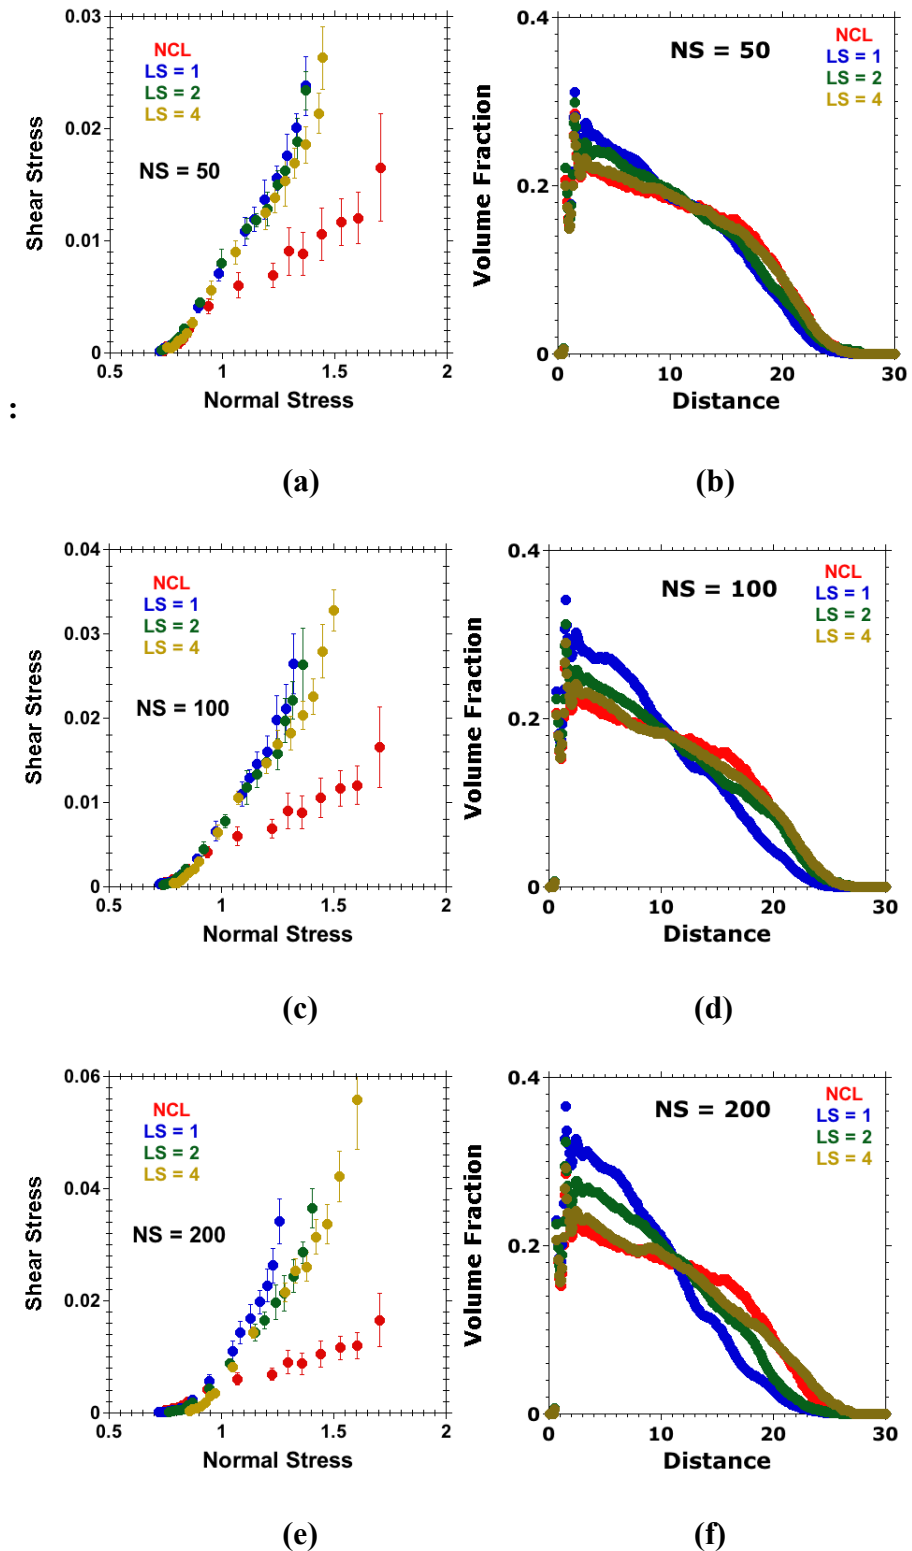 0.03
0.02
0.01
0
Shear Stress
NCL
LS = 1
LS = 2
LS = 4
NS = 50
0.5 1 1.5 2
Normal Stress
0.4
0.2
0
Volume Fraction
NS = 50
NCL
LS = 1
LS = 2
LS = 4
0 10 20 30
Distance
:
(a) (b)
0.04
0.03
0.02
0.01
0
Shear Stress
NCL
LS = 1
LS = 2
LS = 4
NS = 100
0.5 1 1.5 2
Normal Stress
0.4
0.2
0
Volume Fraction
NS = 100
NCL
LS = 1
LS = 2
LS = 4
0 10 20 30
Distance
(c) (d)
0.06
0.04
0.02
0
Shear Stress
NCL
LS = 1
LS = 2
LS = 4
NS = 200
0.5 1 1.5 2
Normal Stress
0.4
0.2
0
Volume Fraction
NS = 200
NCL
LS = 1
LS = 2
LS = 4
0 10 20 30
Distance
(e) (f)